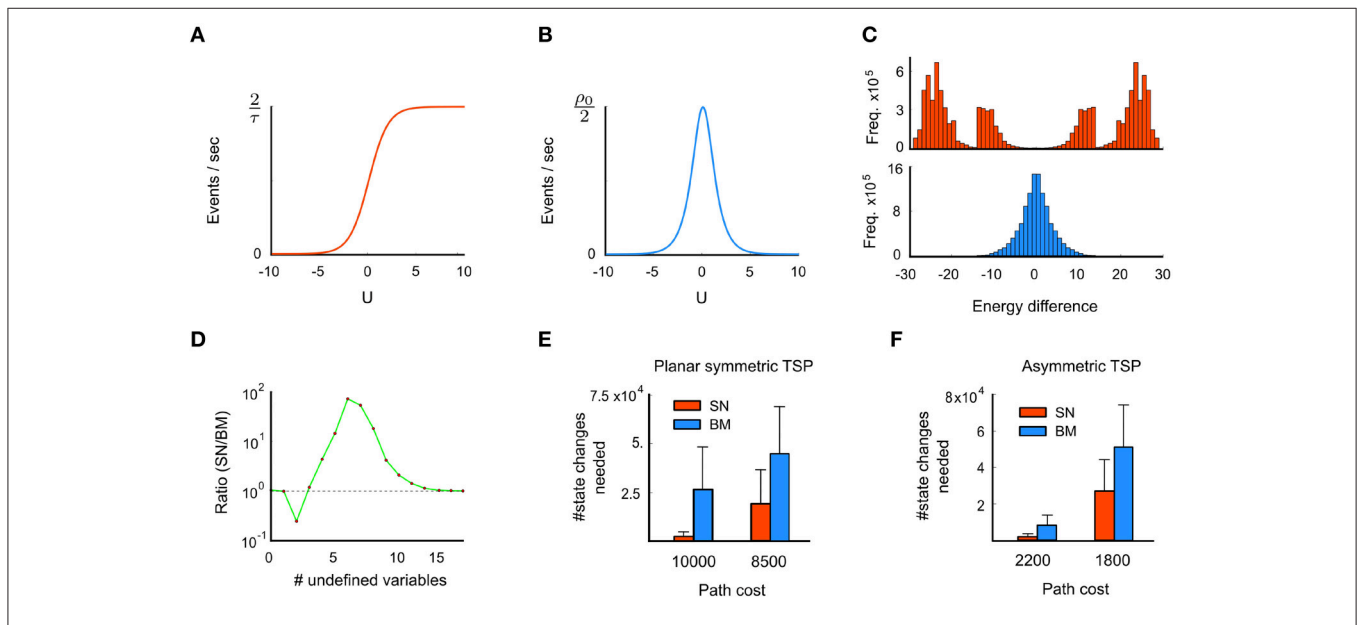 A
B
C
2
τ
Events / sec
0
-10
-5
0
5
10
U
ρ0
2
Events / sec
0
-10
-5
0
5
10
U
Freq. x10^5
6
3
0
Freq. x10^5
16
8
0
-30
-20
-10
0
10
20
30
Energy difference
D
E
F
Ratio (SN/BM)
10^2
10^1
10^0
10^-1
0
5
10
15
# undefined variables
Planar symmetric TSP
7.5 x10^4
5.
2.5
SN
BM
#state changes
needed
10000
8500
Path cost
Asymmetric TSP
8x10^4
6
4
2
SN
BM
#state changes
needed
2200
1800
Path cost